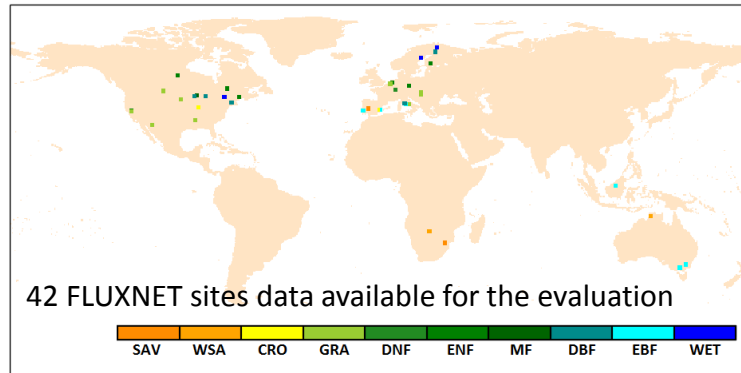 42 FLUXNET sites data available for the evaluation
SAV WSA CRO GRA DNF ENF MF DBF EBF WET